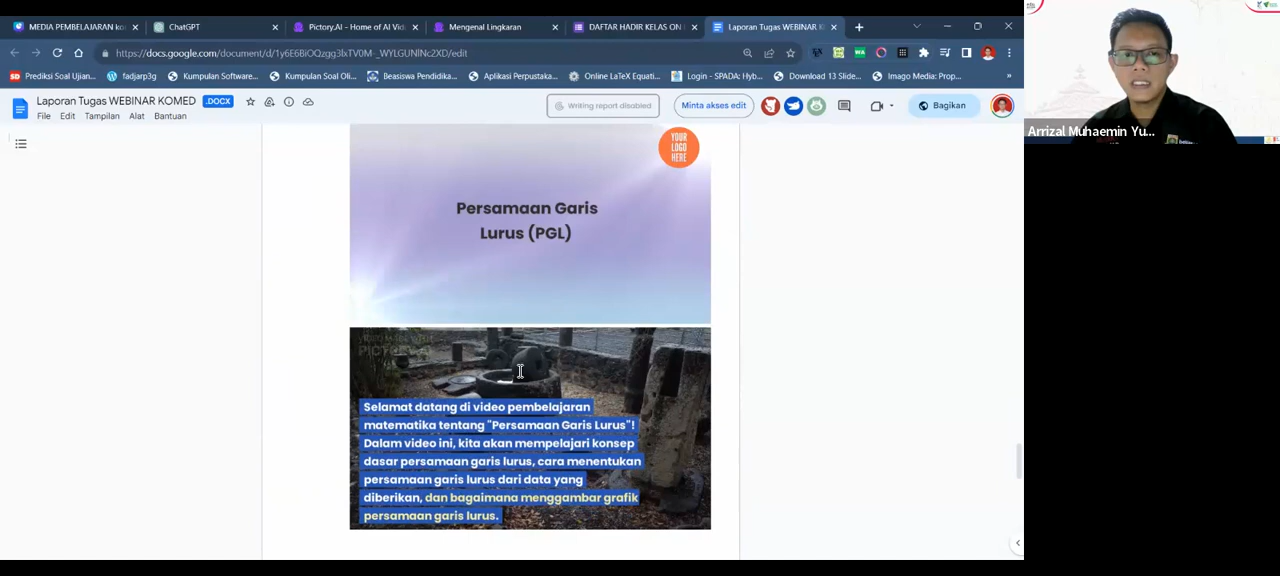 MEDIA PEMBELAJARAN ko
ChatGPT
Pictory.AI - Home of AI Vid
Mengenal Lingkaran
DAFTAR HADIR KELAS ON
Laporan Tugas WEBINAR K
Arrizal Muhaemin Yu...
Prediksi Soal Ujian...
fadjarp3g
Kumpulan Software...
Kumpulan Soal Oli...
Beasiswa Pendidika...
Aplikasi Perpustaka...
Online LaTeX Equati...
Login - SPADA: Hyb...
Download 13 Slide...
Imago Media: Prop...
Laporan Tugas WEBINAR KOMED
.DOCX
File Edit Tampilan Alat Bantuan
Writing report disabled.
Minta akses edit
Bagikan
YOUR
LOGO
HERE
Persamaan Garis
Lurus (PGL)
Selamat datang di video pembelajaran
matematika tentang "Persamaan Garis Lurus"!
Dalam video ini, kita akan mempelajari konsep
dasar persamaan garis lurus, cara menentukan
persamaan garis lurus dari data yang
diberikan, dan bagaimana menggambar grafik
persamaan garis lurus.